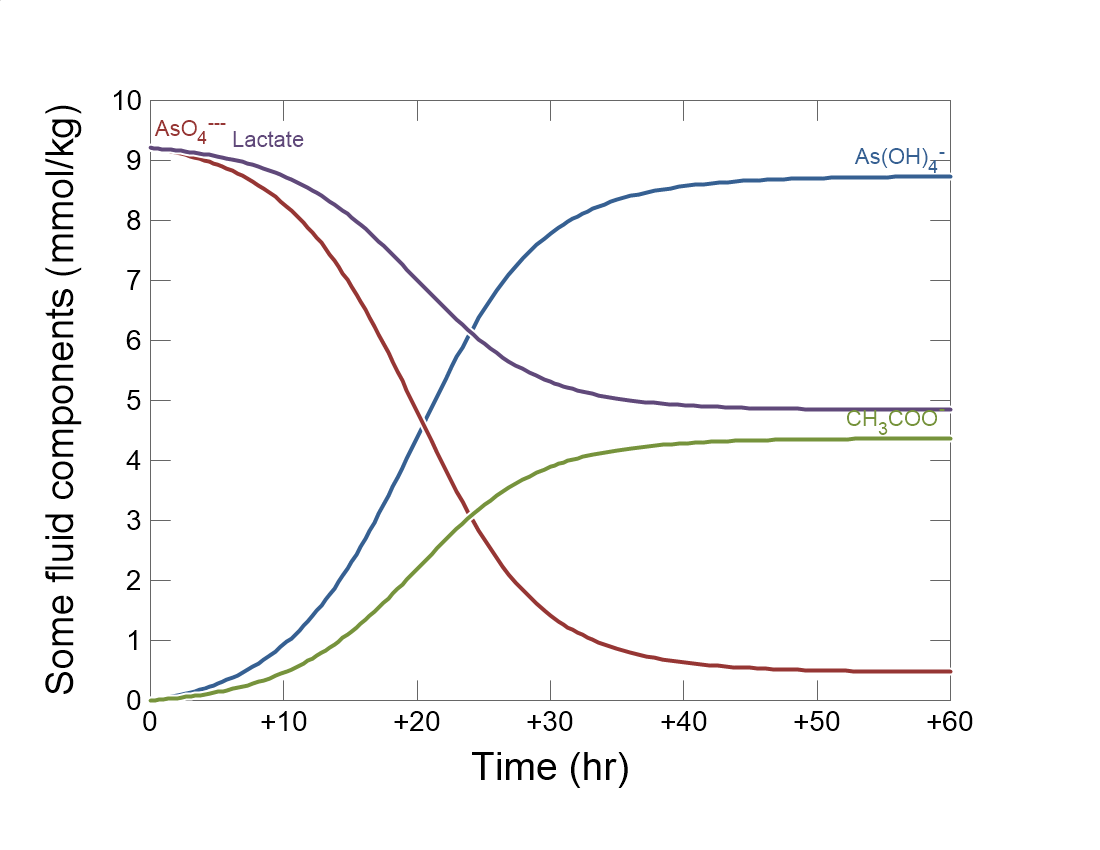 Some fluid components (mmol/kg)
10
9
8
7
6
5
4
3
2
1
0
AsO₄---
Lactate
As(OH)₄-
CH₃COO-
0 +10 +20 +30 +40 +50 +60
Time (hr)